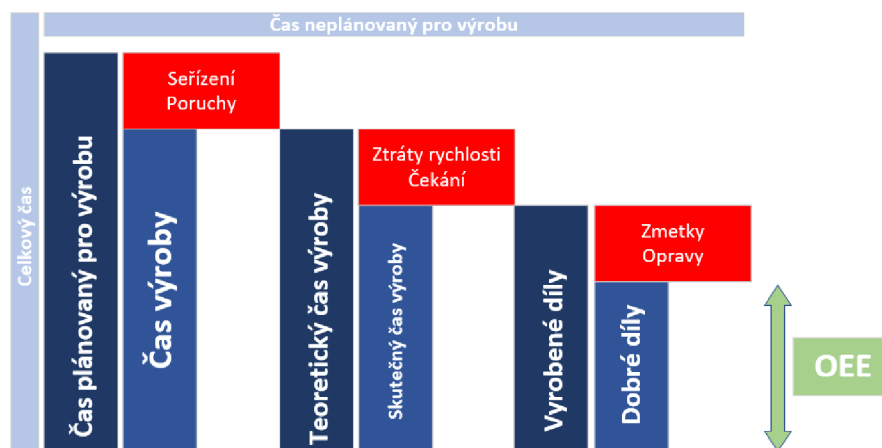 Čas neplánovaný pro výrobu
Celkový čas
Čas plánovaný pro výrobu
Seřízení
Poruchy
Čas výroby
Teoretický čas výroby
Ztráty rychlosti
Čekání
Skutečný čas výroby
Vyrobené díly
Zmetky
Opravy
Dobré díly
OEE